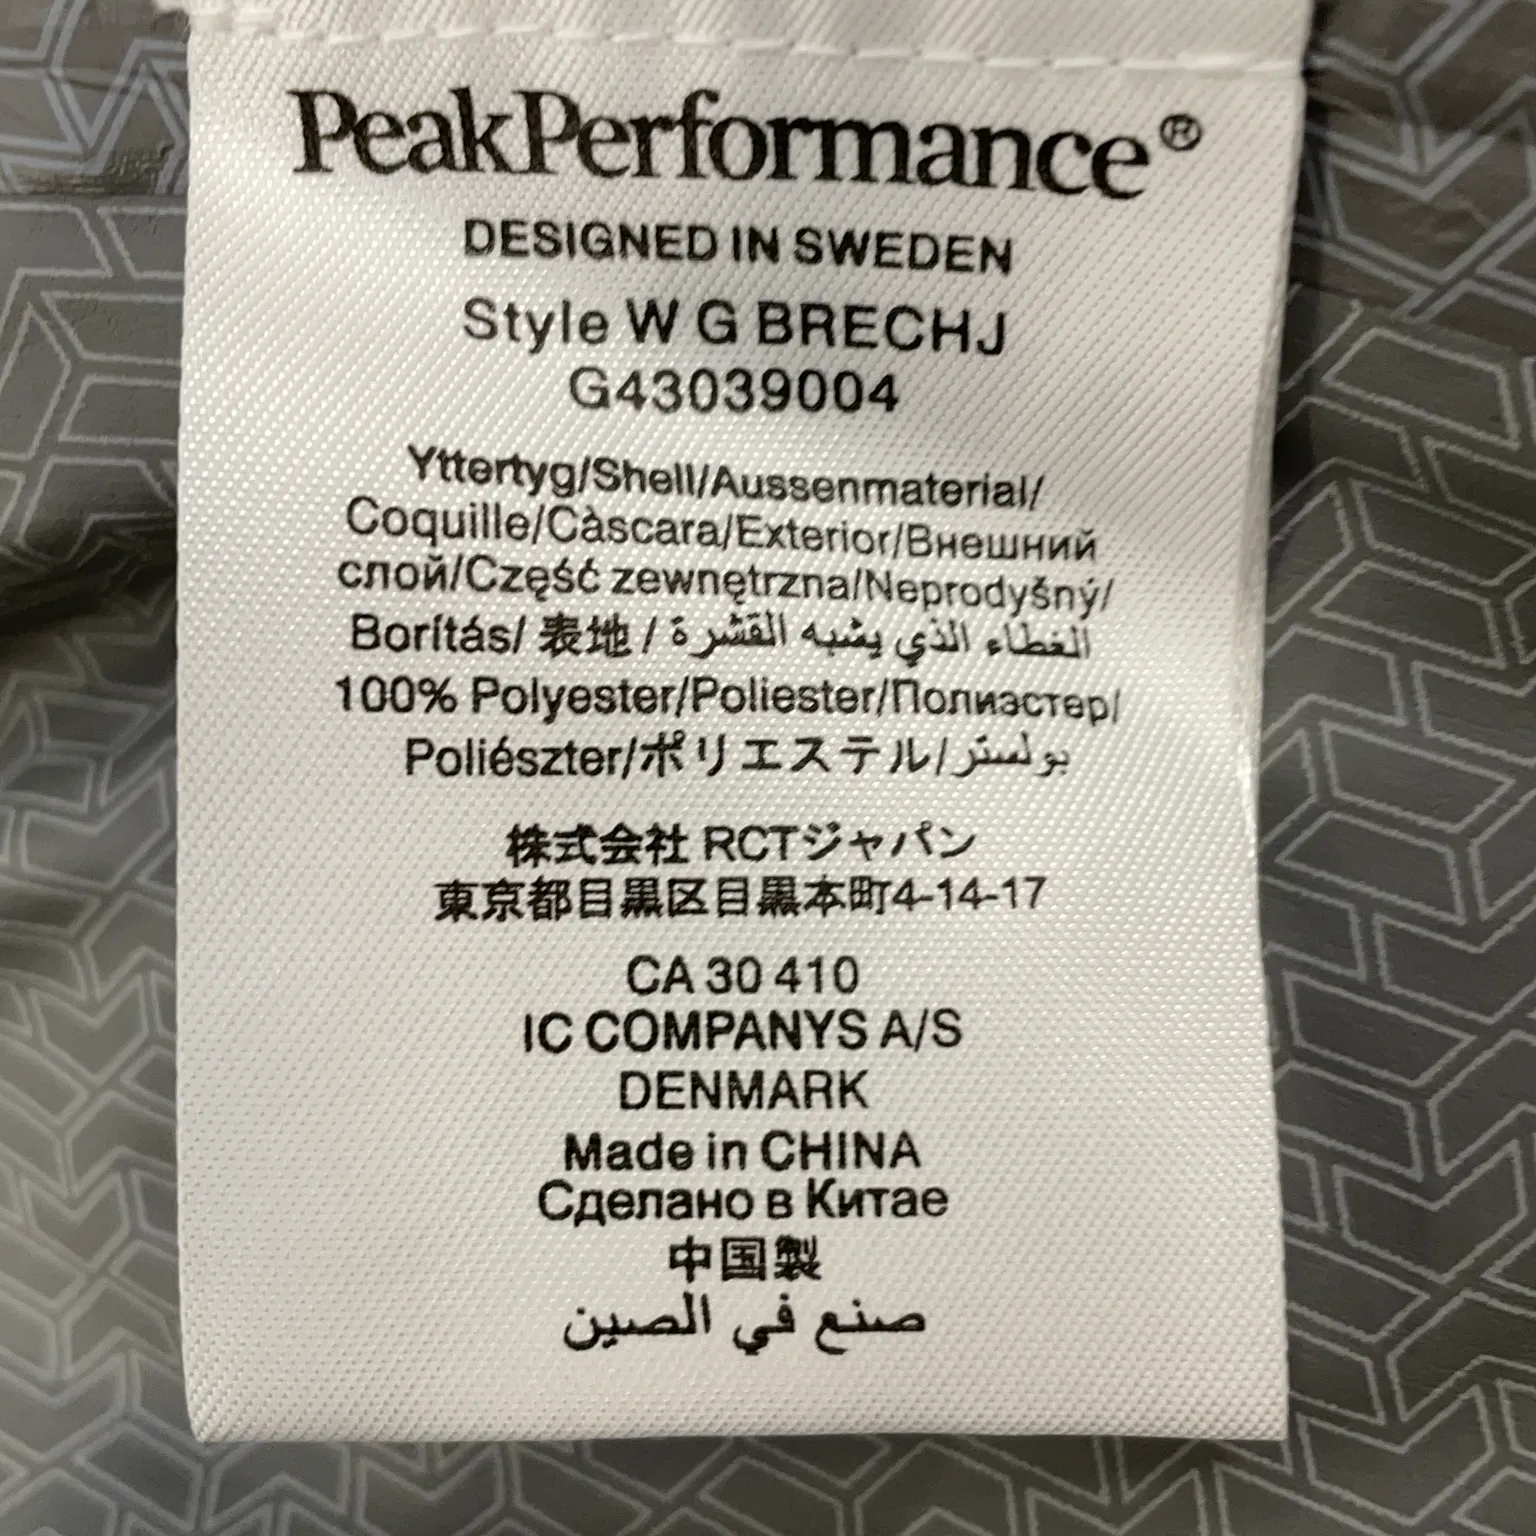 PeakPerformance®
DESIGNED IN SWEDEN
Style W G BRECHJ
G43039004
Yttertyg/Shell/Aussenmaterial/
Coquille/Càscara/Exterior/Внешний
слой/Część zewnętrzna/Neprodyšný/
Borítás/ 表地 / الغطاء الذي يشبه القشرة
100% Polyester/Poliester/Полиэстер/
Poliészter/ポリエステル/بولستر
株式会社 RCTジャパン
東京都目黒区目黒本町4-14-17
CA 30 410
IC COMPANYS A/S
DENMARK
Made in CHINA
Сделано в Китае
中国製
صنع في الصين